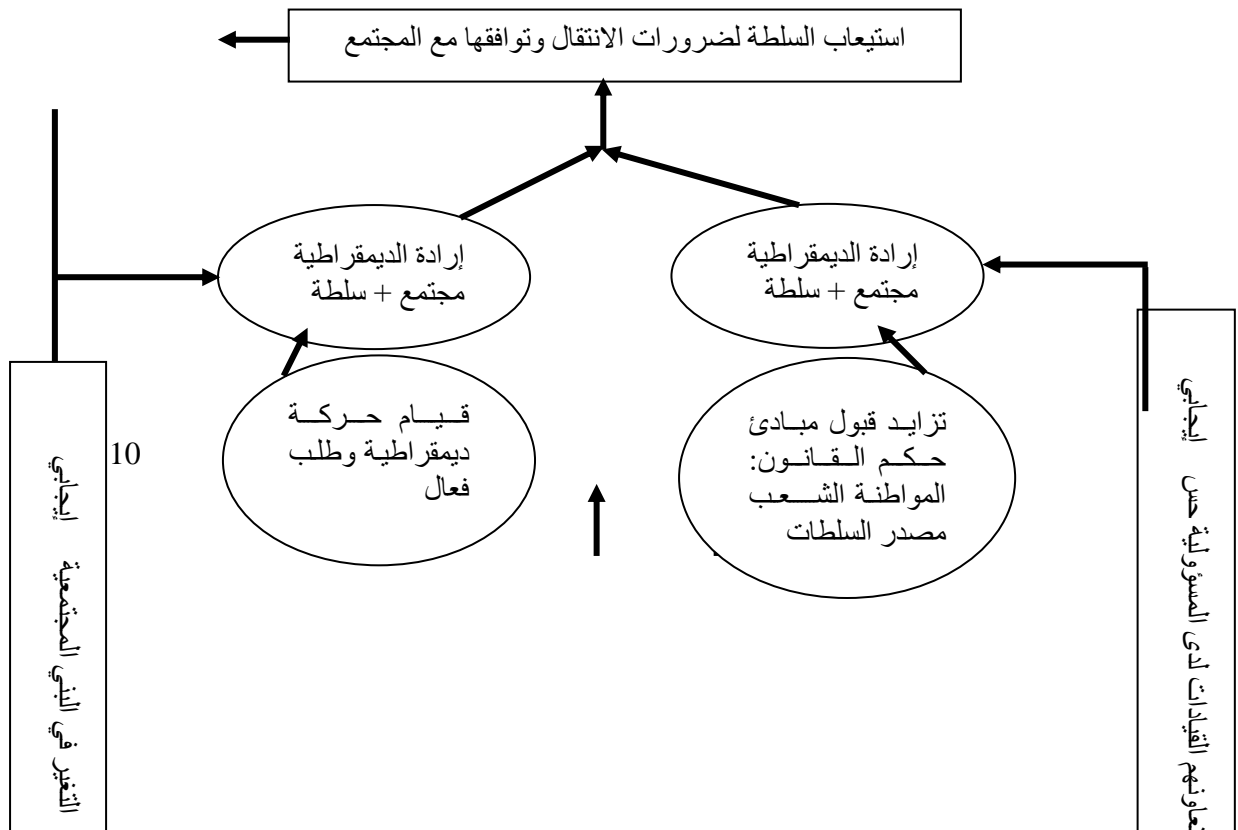 استيعاب السلطة لضرورات الانتقال وتوافقها مع المجتمع
إرادة الديمقراطية
مجتمع + سلطة
إرادة الديمقراطية
مجتمع + سلطة
تزايد قبول مبادئ
حكم القانون:
المواطنة الشعب
مصدر السلطات
قيام حركة
ديمقراطية وطلب
فعال
10
إيجابي حس المسؤولية لدى القيادات
إيجابي التغير في البنى المجتمعية